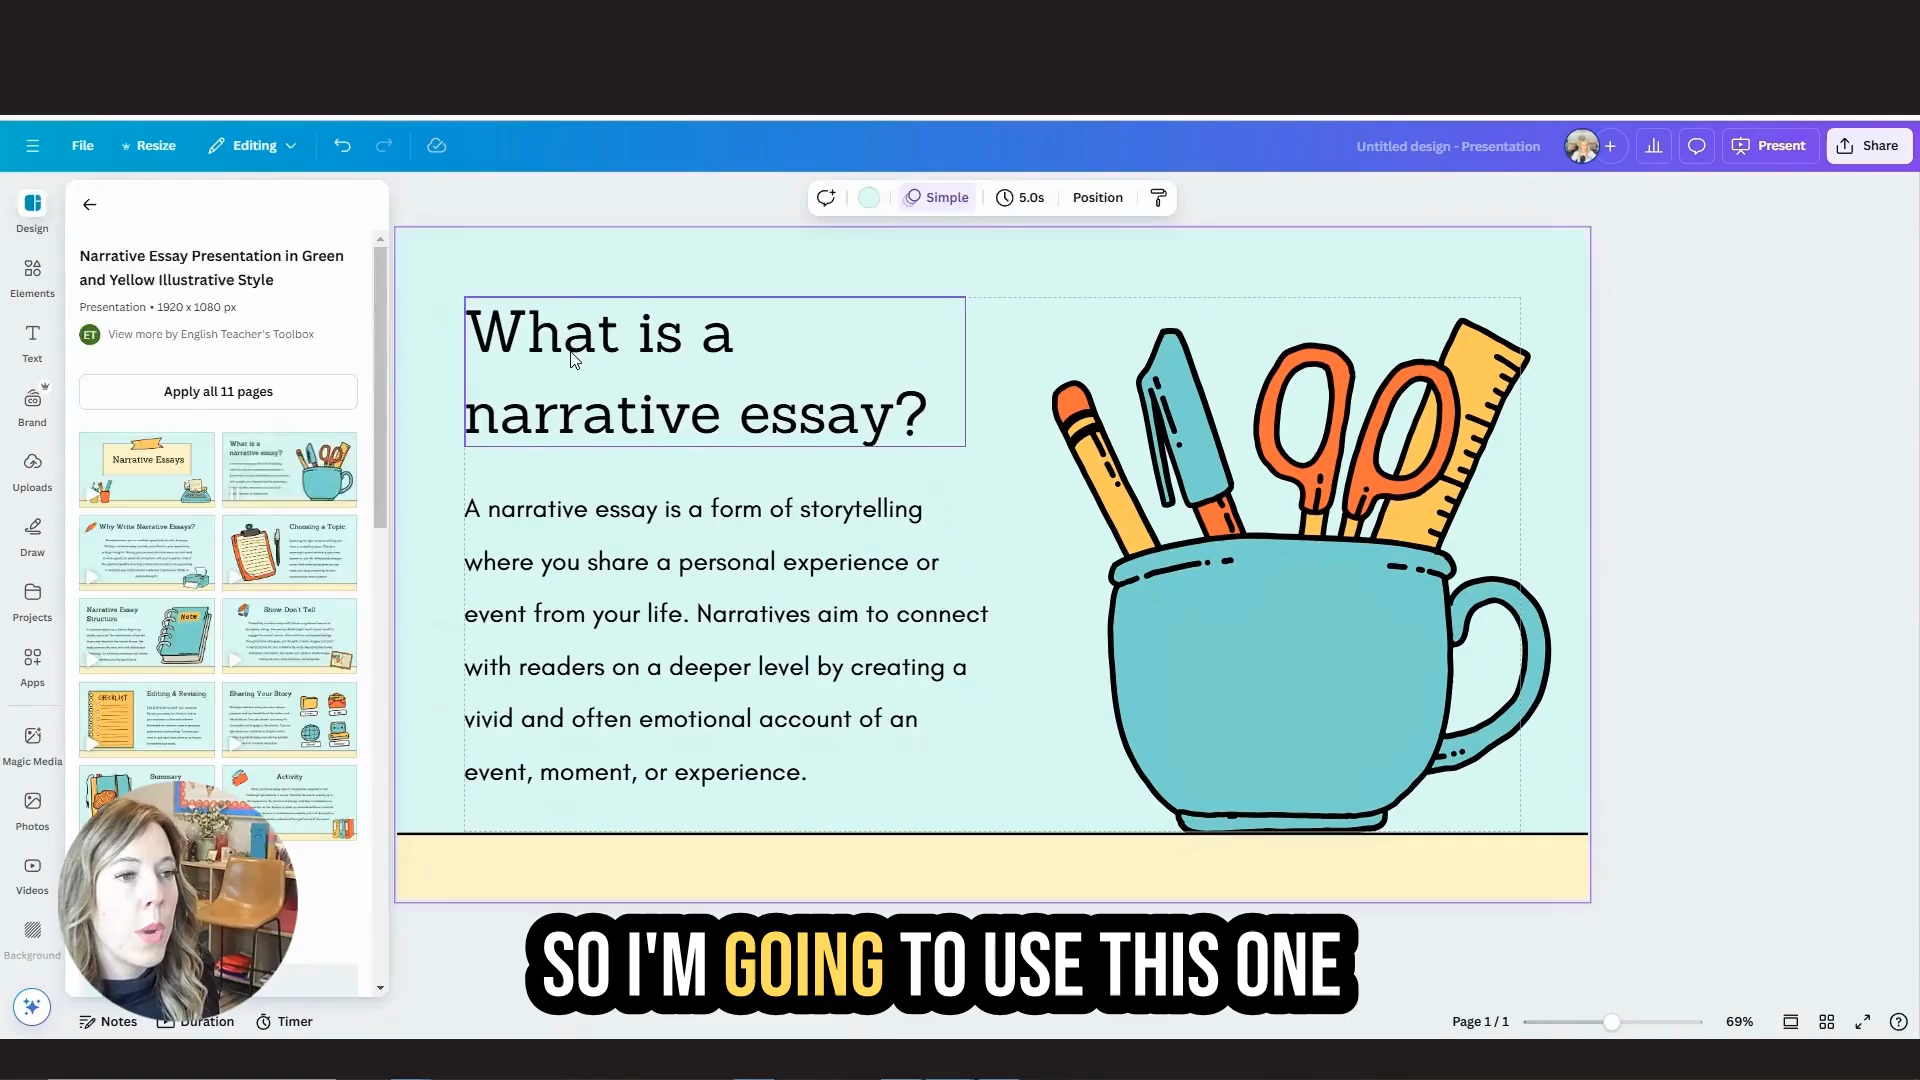 File
Resize
Editing
Untitled design - Presentation
Present
Share
Design
Elements
Text
Brand
Uploads
Draw
Projects
Apps
Magic Media
Photos
Videos
Background
Narrative Essay Presentation in Green
and Yellow Illustrative Style
Presentation • 1920 x 1080 px
ET
View more by English Teacher's Toolbox
Apply all 11 pages
Narrative Essays
What is a
narrative essay?
Why Write Narrative Essays?
Choosing a Topic
Narrative Essay
Structure
Note
Show, Don't Tell
CHECKLIST
Editing & Revising
Sharing Your Story
Summary
Activity
Simple
5.0s
Position
What is a
narrative essay?
A narrative essay is a form of storytelling
where you share a personal experience or
event from your life. Narratives aim to connect
with readers on a deeper level by creating a
vivid and often emotional account of an
event, moment, or experience.
SO I'M GOING TO USE THIS ONE
Notes
Duration
Timer
Page 1 / 1
69%